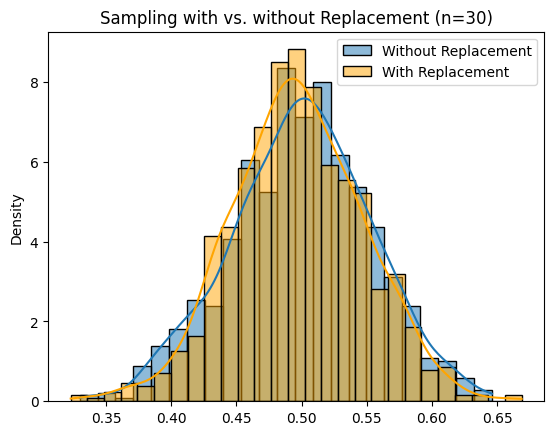 Sampling with vs. without Replacement (n=30)
Without Replacement
With Replacement
Density
8
6
4
2
0
0.35 0.40 0.45 0.50 0.55 0.60 0.65